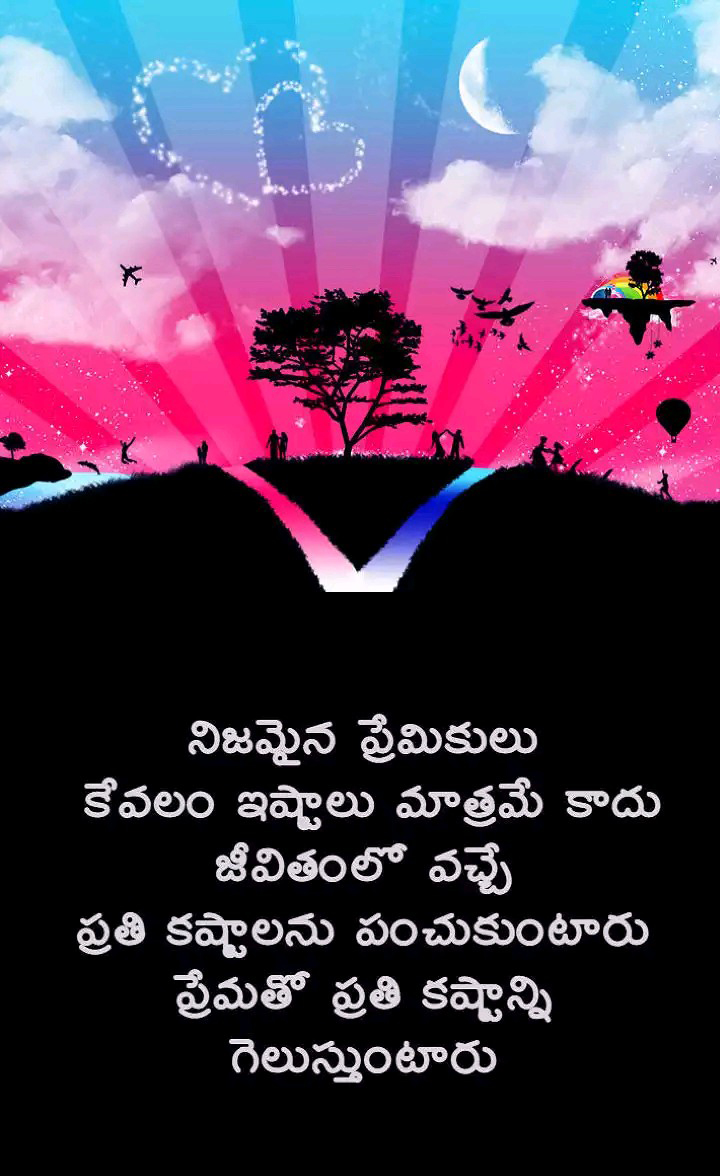 నిజమైన ప్రేమికులు
కేవలం ఇష్టాలు మాత్రమే కాదు
జీవితంలో వచ్చే
ప్రతి కష్టాలను పంచుకుంటారు
ప్రేమతో ప్రతి కష్టాన్ని
గెలుస్తుంటారు